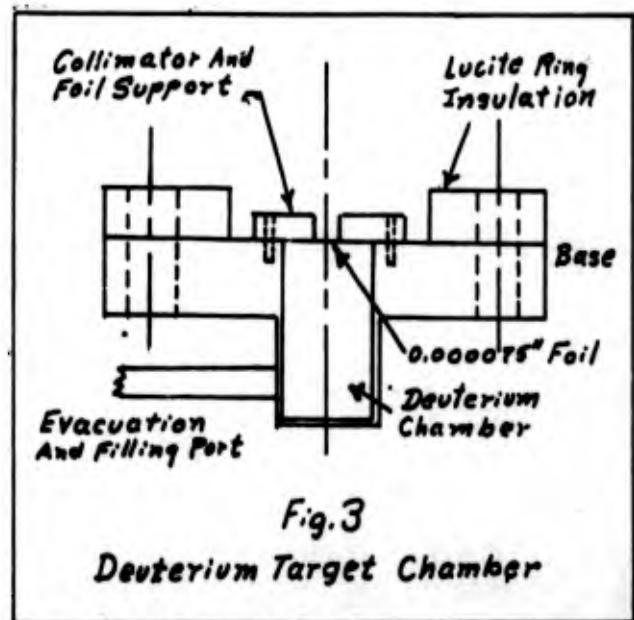 Collimator And
Foil Support
Lucite Ring
Insulation
Base
0.000075" Foil
Deuterium
Chamber
Evacuation
And Filling Port
Fig. 3
Deuterium Target Chamber